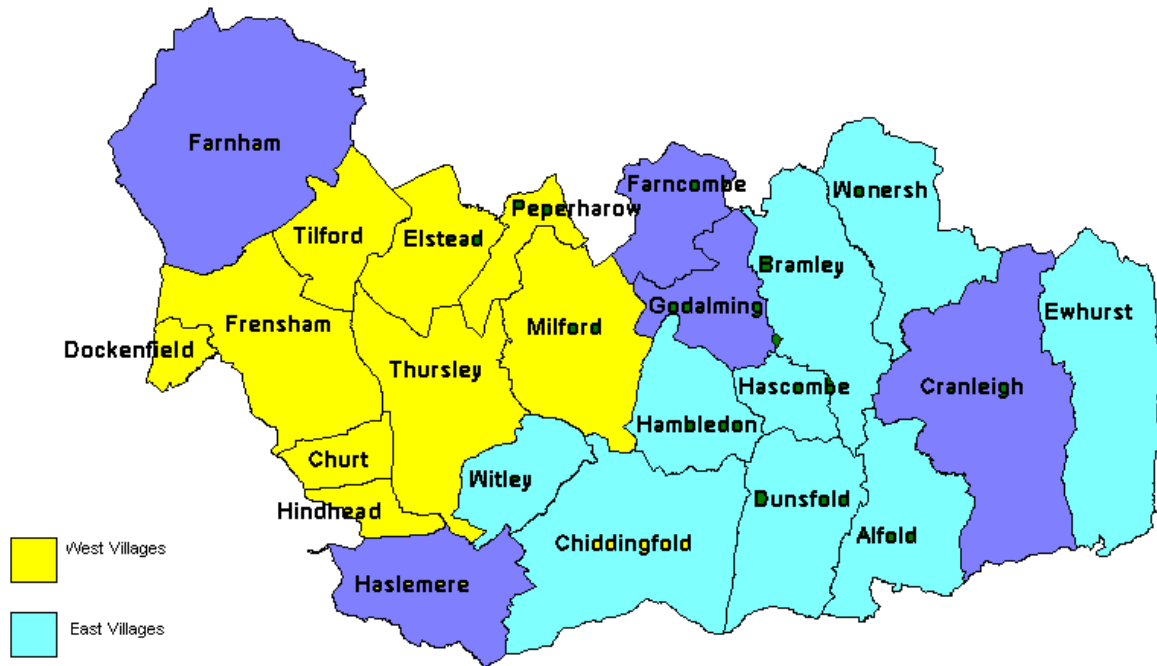 Farnham
Farncombe
Wonersh
Peperharow
Tilford
Elstead
Bramley
Godalming
Ewhurst
Frensham
Milford
Dockenfield
Thursley
Hascombe
Cranleigh
Hambledon
Churt
Witley
Dunsfold
Hindhead
Chiddingfold
Alfold
Haslemere
West Villages
East Villages